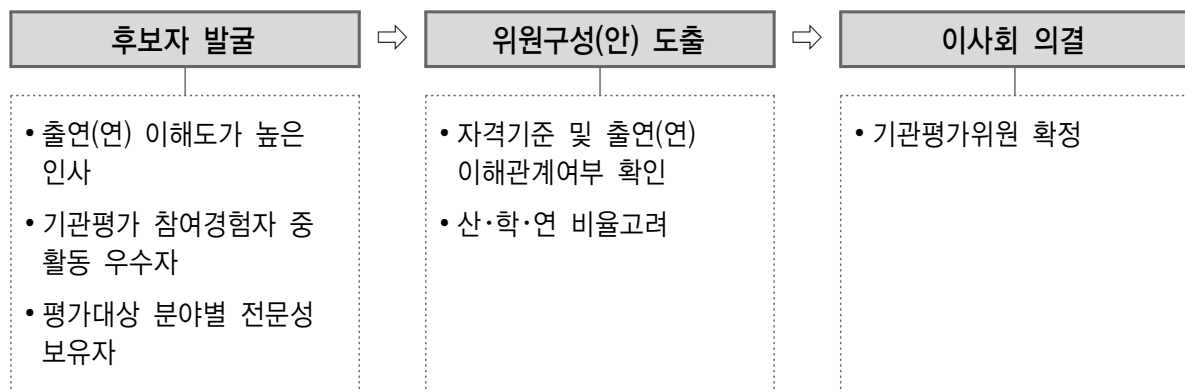 후보자 발굴
⇨
위원구성(안) 도출
⇨
이사회 의결
• 출연(연) 이해도가 높은
인사
• 기관평가 참여경험자 중
활동 우수자
• 평가대상 분야별 전문성
보유자
• 자격기준 및 출연(연)
이해관계여부 확인
• 산·학·연 비율고려
• 기관평가위원 확정